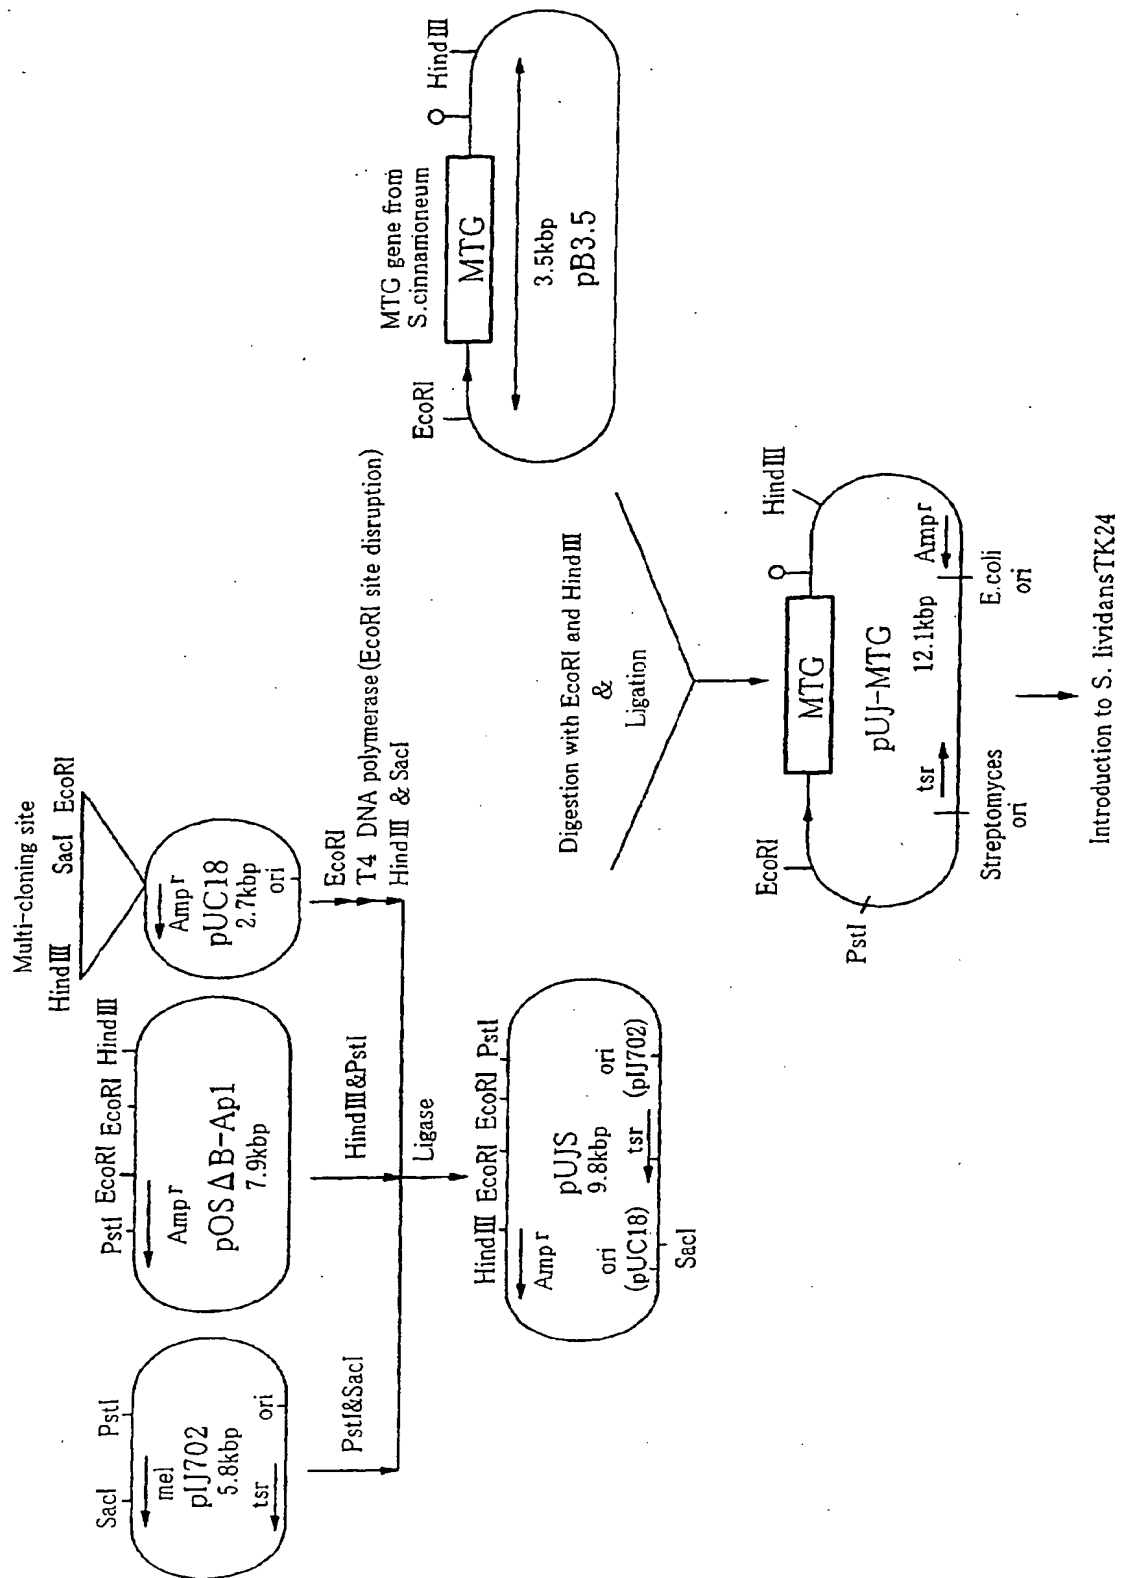 Multi-cloning site
HindⅢ SacI EcoRI
SacI PstI
mel
pIJ702
5.8kbp
tsr
ori
PstI EcoRI EcoRI HindⅢ
Ampr
pOSΔB-Ap1
7.9kbp
Ampr
pUC18
2.7kbp
ori
PstI&SacI
HindⅢ&PstI
EcoRI
T4 DNA polymerase(EcoRI site disruption)
HindⅢ & SacI
Ligase
HindⅢ EcoRI EcoRI PstI
Ampr
pUJS
9.8kbp
ori
(pUC18)
tsr
ori
(pIJ702)
SacI
MTG gene from
S.cinnamoneum
EcoRI
MTG
HindⅢ
3.5kbp
pB3.5
Digestion with EcoRI and HindⅢ
&
Ligation
EcoRI
MTG
HindⅢ
PstI
pUJ-MTG
12.1kbp
tsr
Ampr
Streptomyces
ori
E.coli
ori
Introduction to S. lividansTK24